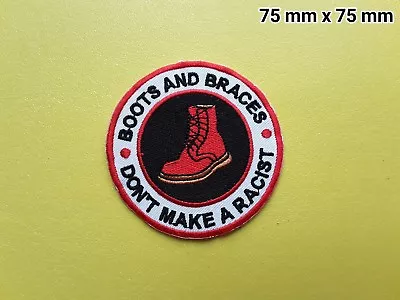 75 mm x 75 mm
BOOTS AND BRACES
DON'T MAKE A RACIST